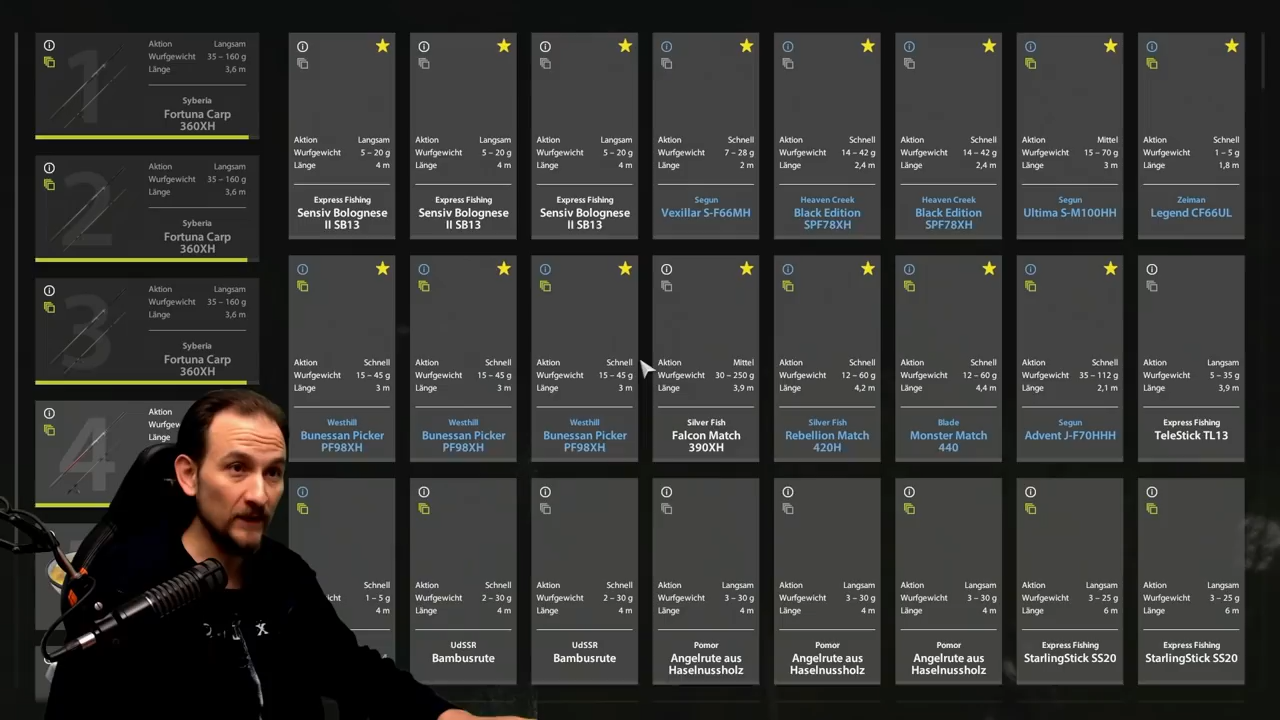 1
Aktion Langsam
Wurfgewicht 35 – 160 g
Länge 3,6 m
Syberia
Fortuna Carp
360XH
2
Aktion Langsam
Wurfgewicht 35 – 160 g
Länge 3,6 m
Syberia
Fortuna Carp
360XH
3
Aktion Langsam
Wurfgewicht 35 – 160 g
Länge 3,6 m
Syberia
Fortuna Carp
360XH
4
Aktion
Länge
Aktion Langsam
Wurfgewicht 5 – 20 g
Länge 4 m
Express Fishing
Sensiv Bolognese
II SB13
Aktion Langsam
Wurfgewicht 5 – 20 g
Länge 4 m
Express Fishing
Sensiv Bolognese
II SB13
Aktion Langsam
Wurfgewicht 5 – 20 g
Länge 4 m
Express Fishing
Sensiv Bolognese
II SB13
Aktion Schnell
Wurfgewicht 7 – 28 g
Länge 2 m
Segun
Vexillar S-F66MH
Aktion Schnell
Wurfgewicht 14 – 42 g
Länge 2,4 m
Heaven Creek
Black Edition
SPF78XH
Aktion Schnell
Wurfgewicht 14 – 42 g
Länge 2,4 m
Heaven Creek
Black Edition
SPF78XH
Aktion Mittel
Wurfgewicht 15 – 70 g
Länge 3 m
Segun
Ultima S-M100HH
Aktion Schnell
Wurfgewicht 1 – 5 g
Länge 1,8 m
Zeiman
Legend CF66UL
Aktion Schnell
Wurfgewicht 15 – 45 g
Länge 3 m
Westhill
Bunessan Picker
PF98XH
Aktion Schnell
Wurfgewicht 15 – 45 g
Länge 3 m
Westhill
Bunessan Picker
PF98XH
Aktion Schnell
Wurfgewicht 15 – 45 g
Länge 3 m
Westhill
Bunessan Picker
PF98XH
Aktion Mittel
Wurfgewicht 30 – 250 g
Länge 3,9 m
Silver Fish
Falcon Match
390XH
Aktion Schnell
Wurfgewicht 12 – 60 g
Länge 4,2 m
Silver Fish
Rebellion Match
420H
Aktion Schnell
Wurfgewicht 12 – 60 g
Länge 4,4 m
Blade
Monster Match
440
Aktion Schnell
Wurfgewicht 35 – 112 g
Länge 2,1 m
Segun
Advent J-F70HHH
Aktion Langsam
Wurfgewicht 5 – 35 g
Länge 3,9 m
Express Fishing
TeleStick TL13
Schnell
1 – 5 g
4 m
Aktion Schnell
Wurfgewicht 2 – 30 g
Länge 4 m
UdSSR
Bambusrute
Aktion Schnell
Wurfgewicht 2 – 30 g
Länge 4 m
UdSSR
Bambusrute
Aktion Langsam
Wurfgewicht 3 – 30 g
Länge 4 m
Pomor
Angelrute aus
Haselnussholz
Aktion Langsam
Wurfgewicht 3 – 30 g
Länge 4 m
Pomor
Angelrute aus
Haselnussholz
Aktion Langsam
Wurfgewicht 3 – 30 g
Länge 4 m
Pomor
Angelrute aus
Haselnussholz
Aktion Langsam
Wurfgewicht 3 – 25 g
Länge 6 m
Express Fishing
StarlingStick SS20
Aktion Langsam
Wurfgewicht 3 – 25 g
Länge 6 m
Express Fishing
StarlingStick SS20